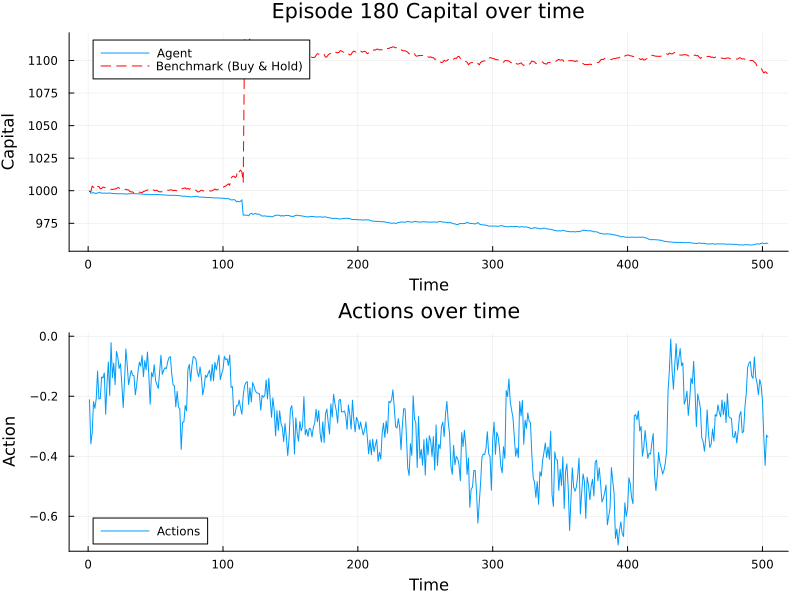 Episode 180 Capital over time
Capital
1100
1075
1050
1025
1000
975
Agent
Benchmark (Buy & Hold)
0 100 200 300 400 500
Time
Actions over time
Action
0.0
−0.2
−0.4
−0.6
Actions
0 100 200 300 400 500
Time